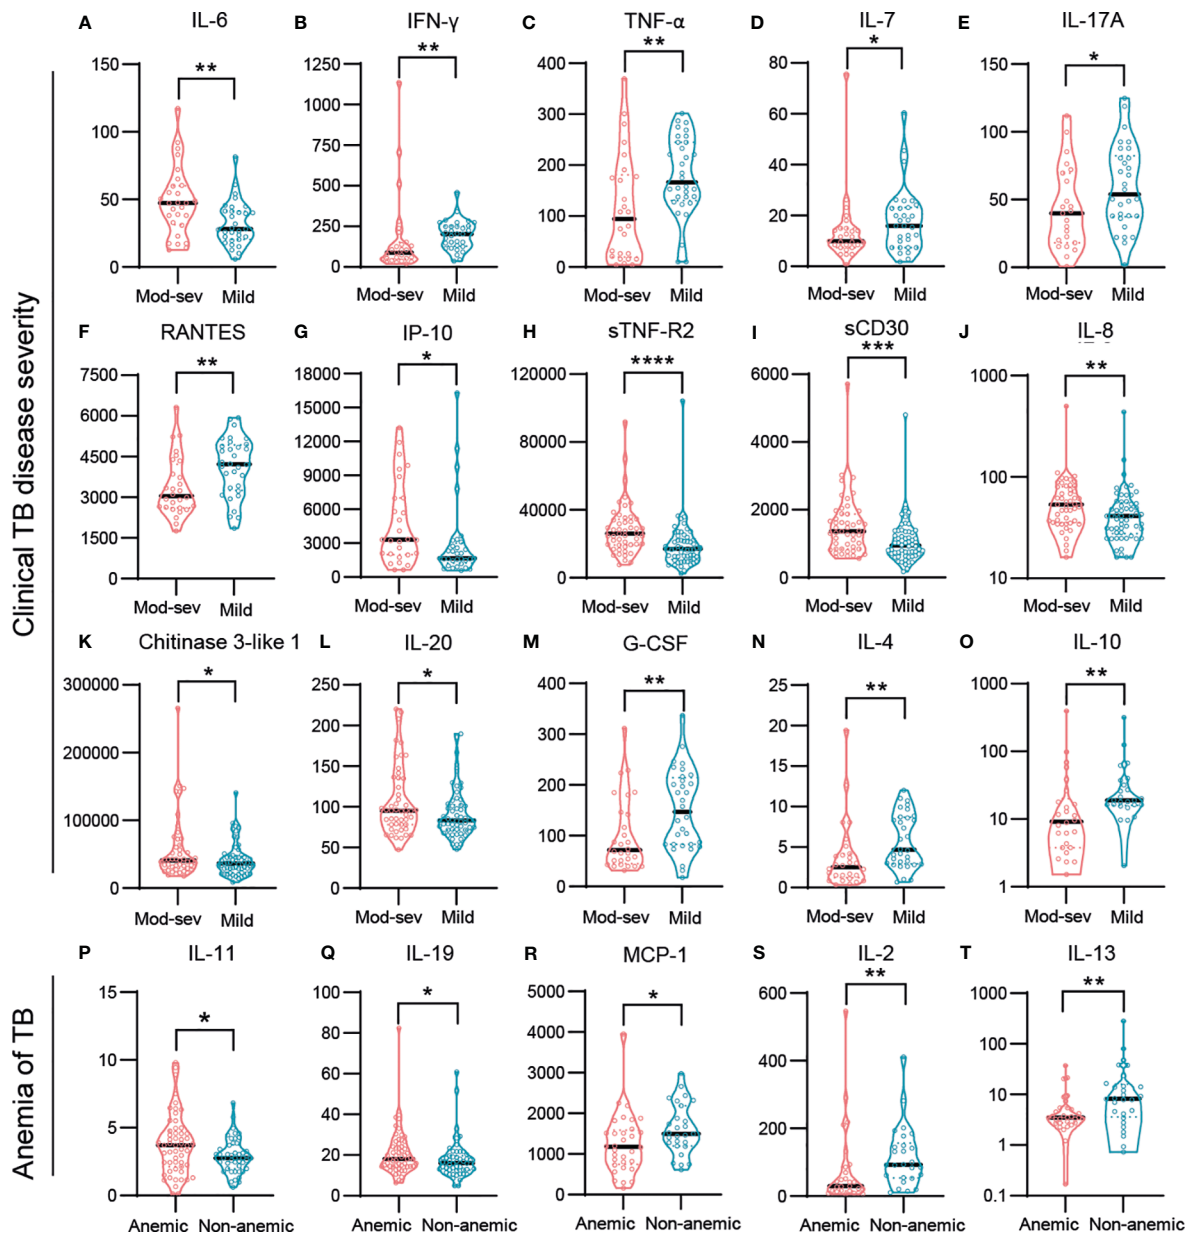 Clinical TB disease severity
A IL-6
**
150
100
50
0
Mod-sev Mild
B IFN-γ
**
1250
1000
750
500
250
0
Mod-sev Mild
C TNF-α
**
400
300
200
100
0
Mod-sev Mild
D IL-7
*
80
60
40
20
0
Mod-sev Mild
E IL-17A
*
150
100
50
0
Mod-sev Mild
F RANTES
**
7500
6000
4500
3000
1500
0
Mod-sev Mild
G IP-10
*
18000
15000
12000
9000
6000
3000
0
Mod-sev Mild
H sTNF-R2
****
120000
80000
40000
0
Mod-sev Mild
I sCD30
***
6000
4000
2000
0
Mod-sev Mild
J IL-8
**
1000
100
10
Mod-sev Mild
K Chitinase 3-like 1
*
300000
200000
100000
0
Mod-sev Mild
L IL-20
*
250
200
150
100
50
0
Mod-sev Mild
M G-CSF
**
400
300
200
100
0
Mod-sev Mild
N IL-4
**
25
20
15
10
5
0
Mod-sev Mild
O IL-10
**
1000
100
10
1
Mod-sev Mild
Anemia of TB
P IL-11
*
15
10
5
0
Anemic Non-anemic
Q IL-19
*
100
80
60
40
20
0
Anemic Non-anemic
R MCP-1
*
5000
4000
3000
2000
1000
0
Anemic Non-anemic
S IL-2
**
600
400
200
0
Anemic Non-anemic
T IL-13
**
1000
100
10
1
0.1
Anemic Non-anemic